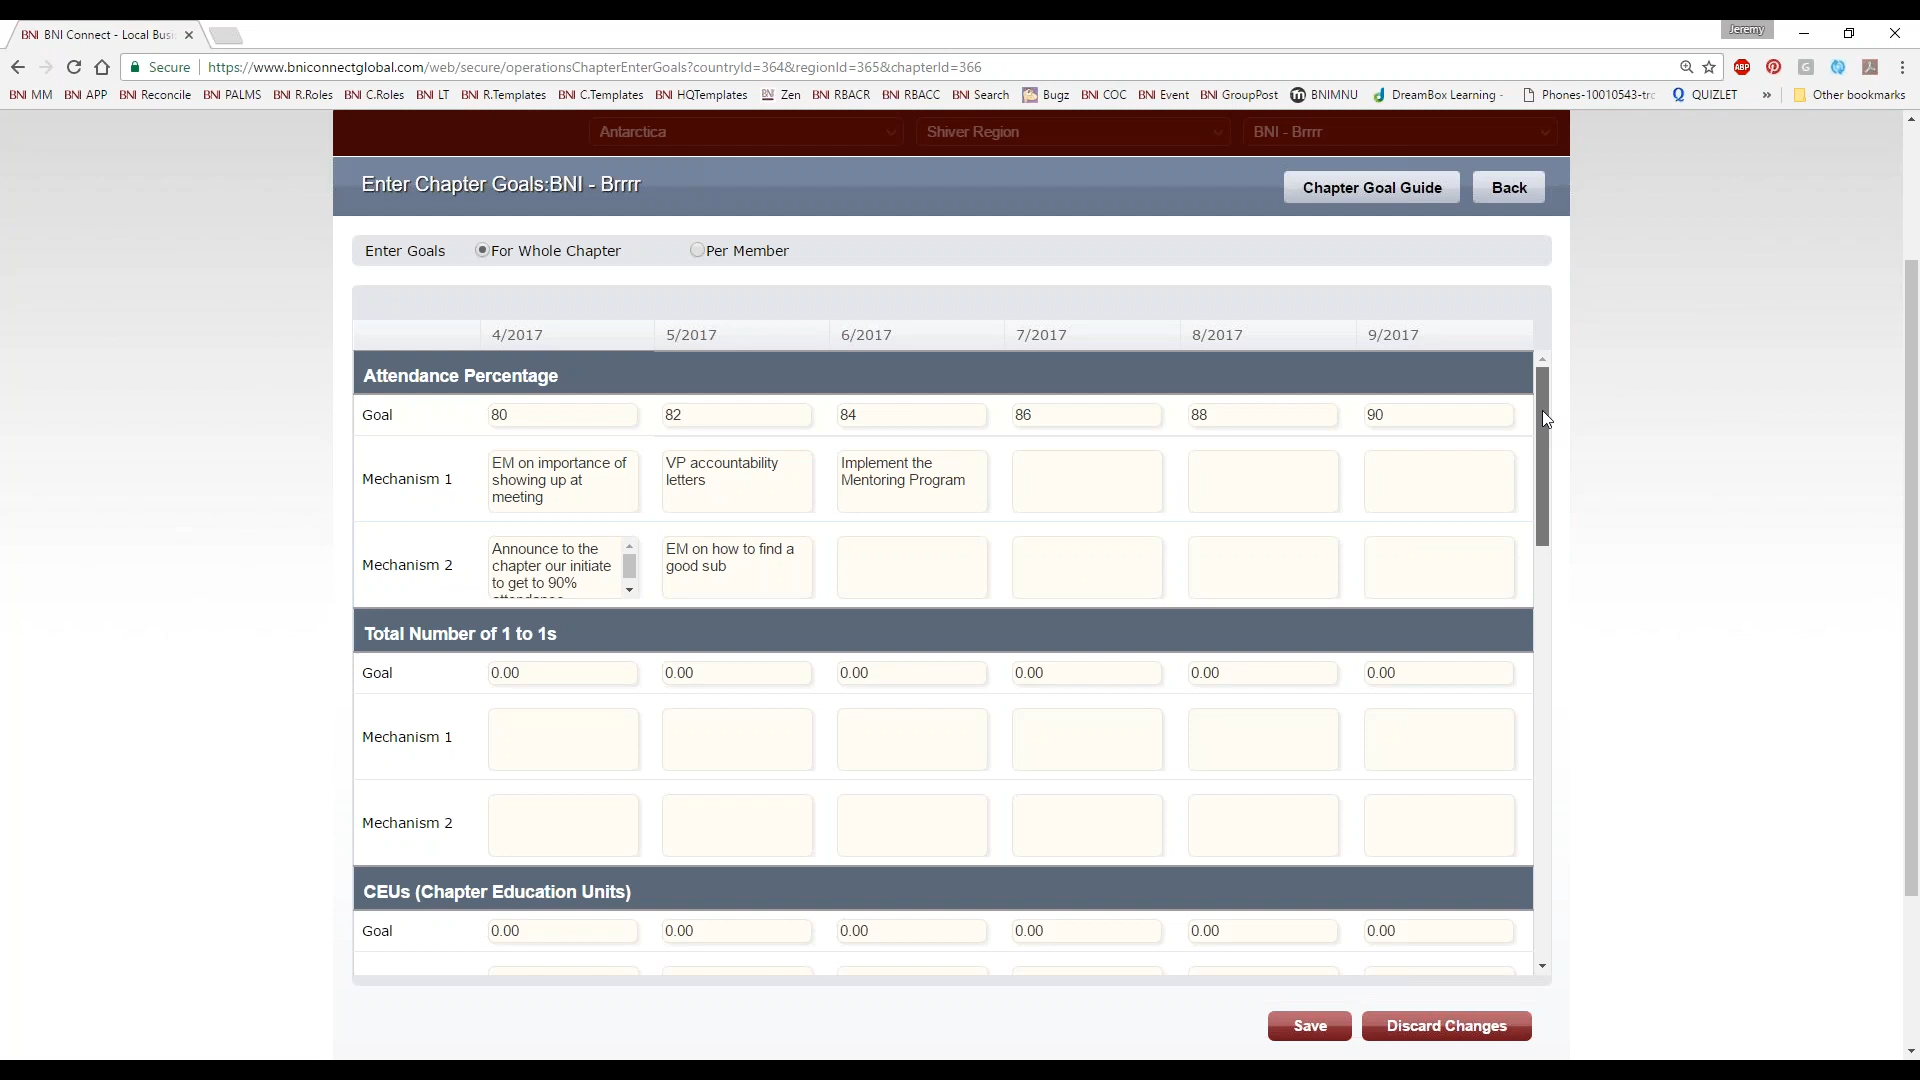 BNI BNI Connect - Local Busi
Jeremy
Secure https://www.bniconnectglobal.com/web/secure/operationsChapterEnterGoals?countryId=364&regionId=365&chapterId=366
ABP G
BNI MM BNI APP BNI Reconcile BNI PALMS BNI R.Roles BNI C.Roles BNI LT BNI R.Templates BNI C.Templates BNI HQTemplates BNI Zen BNI RBACR BNI RBACC BNI Search Bugz BNI COC BNI Event BNI GroupPost m BNIMNU DreamBox Learning - Phones-10010543-trc Q QUIZLET » Other bookmarks
Antarctica Shiver Region BNI - Brrrr
Enter Chapter Goals:BNI - Brrrr Chapter Goal Guide Back
Enter Goals For Whole Chapter Per Member
4/2017 5/2017 6/2017 7/2017 8/2017 9/2017
Attendance Percentage
Goal 80 82 84 86 88 90
Mechanism 1
EM on importance of
showing up at
meeting
VP accountability
letters
Implement the
Mentoring Program
Mechanism 2
Announce to the
chapter our initiate
to get to 90%
attendance
EM on how to find a
good sub
Total Number of 1 to 1s
Goal 0.00 0.00 0.00 0.00 0.00 0.00
Mechanism 1
Mechanism 2
CEUs (Chapter Education Units)
Goal 0.00 0.00 0.00 0.00 0.00 0.00
Save Discard Changes